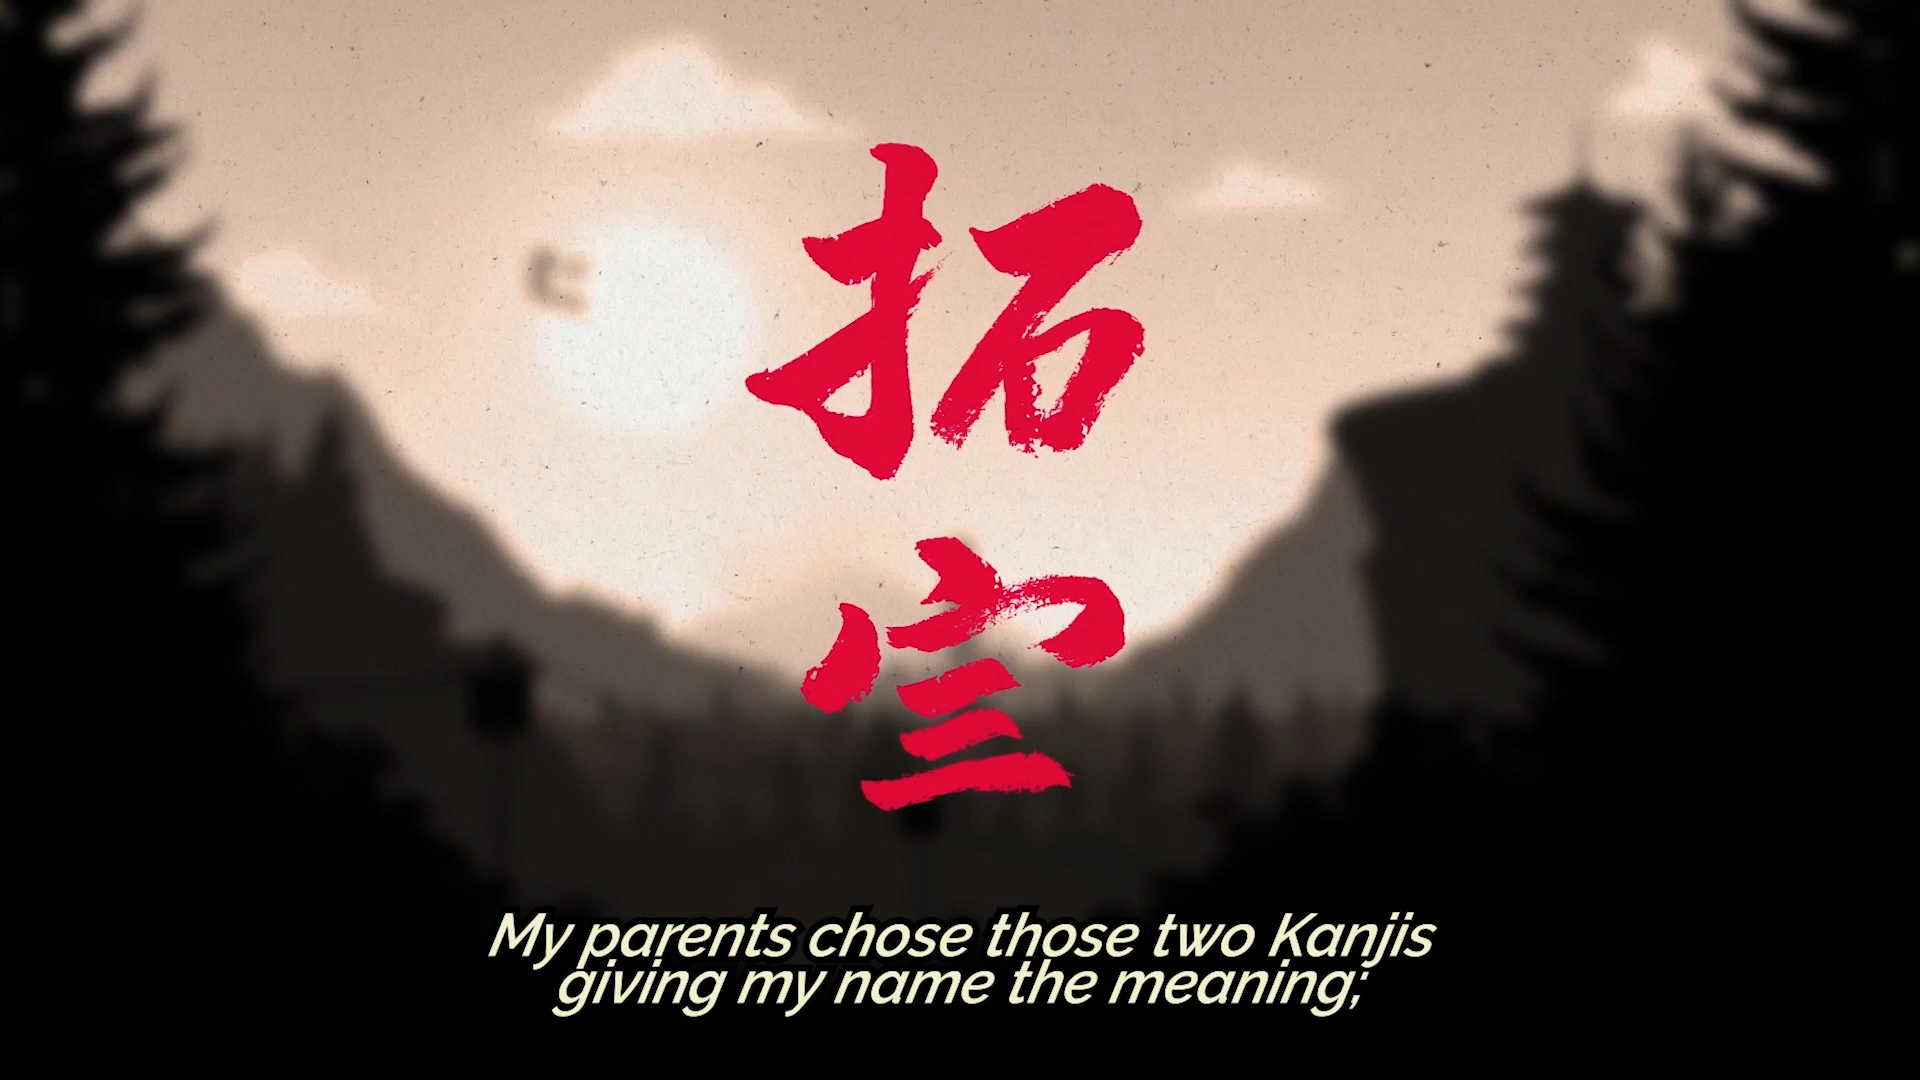 拓
My parents chose those two Kanjis
giving my name the meaning;